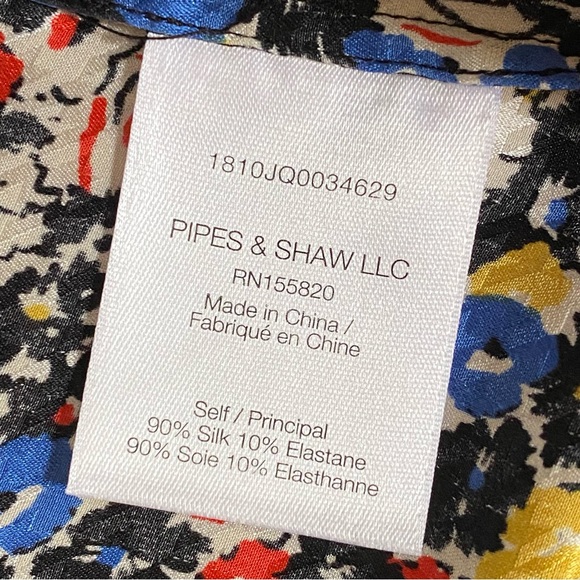 1810JQ0034629
PIPES & SHAW LLC
RN155820
Made in China /
Fabriqué en Chine
Self / Principal
90% Silk 10% Elastane
90% Soie 10% Elasthanne